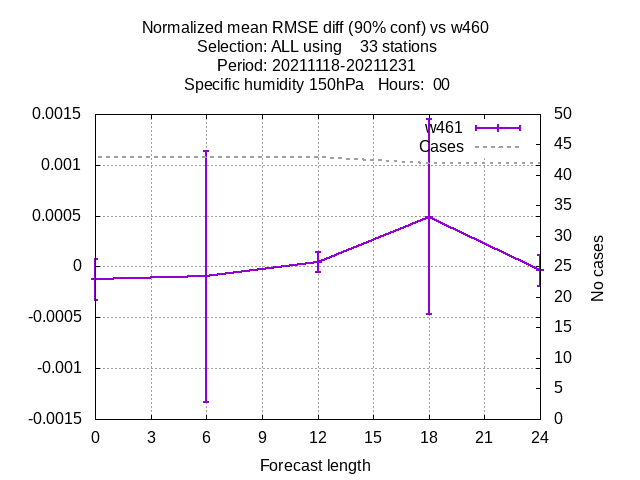 Normalized mean RMSE diff (90% conf) vs w460
Selection: ALL using    33 stations
Period: 20211118-20211231
Specific humidity 150hPa   Hours:  00
w461
Cases
0.0015
0.001
0.0005
0
-0.0005
-0.001
-0.0015
50
45
40
35
30
25
20
15
10
5
0
No cases
0 3 6 9 12 15 18 21 24
Forecast length